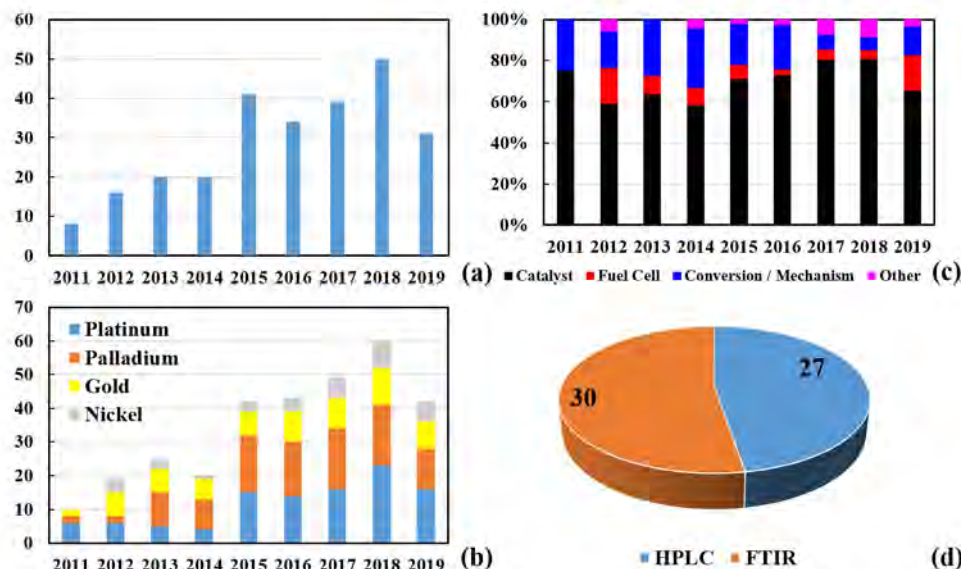 60
50
40
30
20
10
0
2011 2012 2013 2014 2015 2016 2017 2018 2019
(a)
100%
80%
60%
40%
20%
0%
2011 2012 2013 2014 2015 2016 2017 2018 2019
Catalyst Fuel Cell Conversion / Mechanism Other
(c)
70
60
50
40
30
20
10
0
Platinum
Palladium
Gold
Nickel
2011 2012 2013 2014 2015 2016 2017 2018 2019
(b)
27
30
HPLC FTIR
(d)